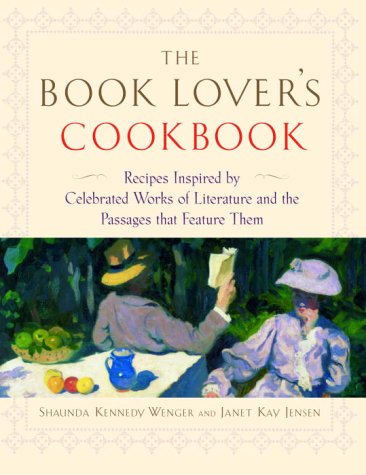 THE
BOOK LOVER'S
COOKBOOK
Recipes Inspired by
Celebrated Works of Literature and the
Passages that Feature Them
SHAUNDA KENNEDY WENGER AND JANET KAY JENSEN